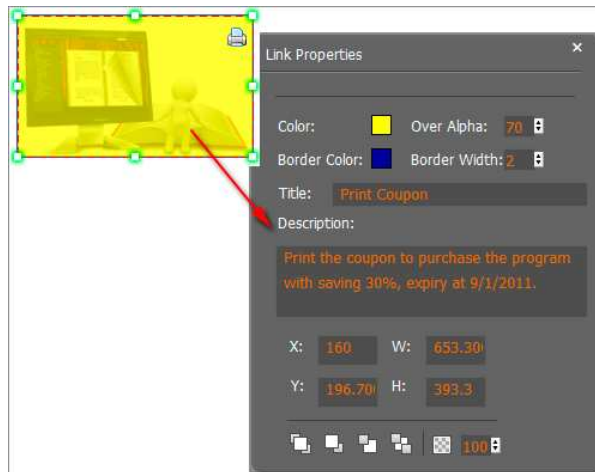 Link Properties ×
Color: Over Alpha: 70
Border Color: Border Width: 2
Title: Print Coupon
Description:
Print the coupon to purchase the program
with saving 30%, expiry at 9/1/2011.
X: 160 W: 653.30
Y: 196.70 H: 393.3
100